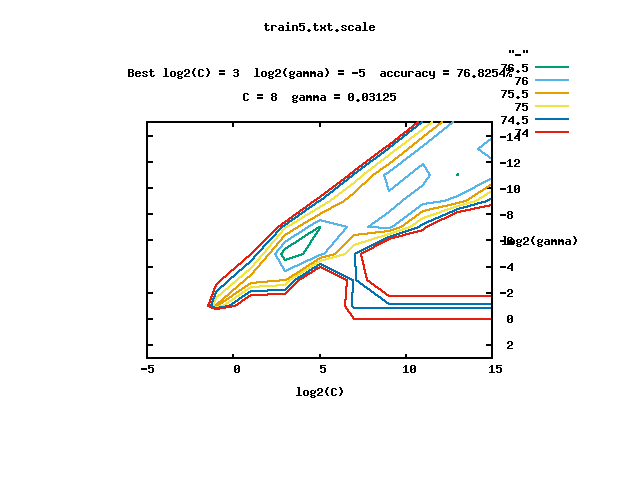 train5.txt.scale
"-"
Best log2(C) = 3  log2(gamma) = -5  accuracy = 76.8254%
76.5
76
C = 8  gamma = 0.03125
75.5
75
74.5
74
-14
-12
-10
-8
-6
log2(gamma)
-4
-2
0
2
-5 0 5 10 15
log2(C)